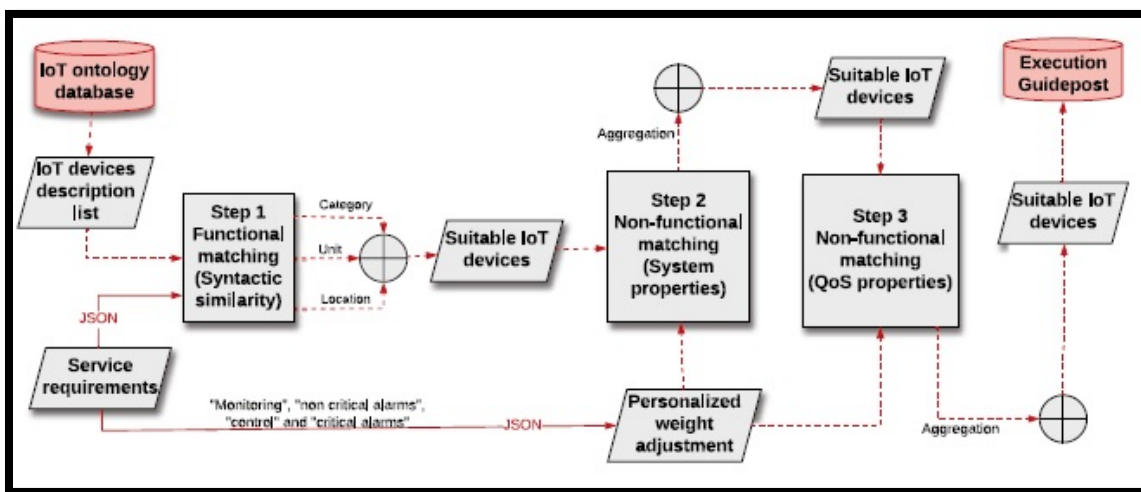 IoT ontology
database
IoT devices
description
list
Step 1
Functional
matching
(Syntactic
similarity)
Category
Unit
Location
Suitable IoT
devices
Aggregation
Suitable IoT
devices
Step 2
Non-functional
matching
(System
properties)
Step 3
Non-functional
matching
(QoS properties)
Execution
Guidepost
Suitable IoT
devices
JSON
Service
requirements
"Monitoring", "non critical alarms",
"control" and "critical alarms"
JSON
Personalized
weight
adjustment
Aggregation